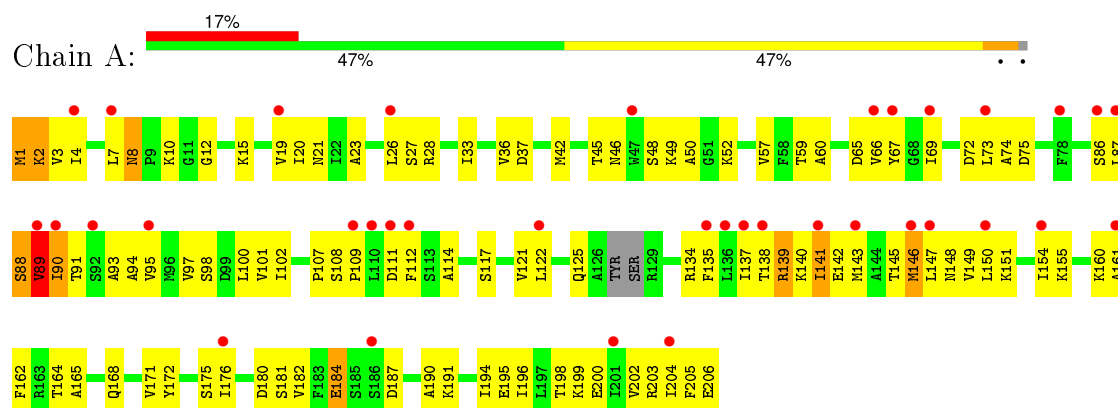 17%
Chain A:
47% 47% • •
M1 K2 V3 I4 L7 N8 P9 K10 G11 G12 K15 V19 I20 N21 I22 A23 L26 S27 R28 I33 V36 D37 M42 T45 N46 W47 S48 K49 A50 G51 K52 V57 F58 T59 A60 D65 V66 Y67 G68 I69 D72 L73 A74 D75 F78 S86 L87
S88 V89 I90 T91 S92 A93 A94 V95 M96 V97 S98 D99 L100 V101 I102 P107 S108 P109 L110 D111 F112 S113 A114 S117 V121 L122 Q125 A126 TYR SER R129 R134 F135 L136 I137 T138 R139 K140 I141 E142 M143 A144 T145 M146 L147 N148 V149 L150 K151 I154 K155 K160 A161
F162 R163 T164 A165 Q168 V171 Y172 S175 I176 D180 S181 V182 F183 E184 S185 S186 D187 A190 K191 I194 E195 I196 L197 T198 K199 E200 I201 V202 R203 I204 F205 E206